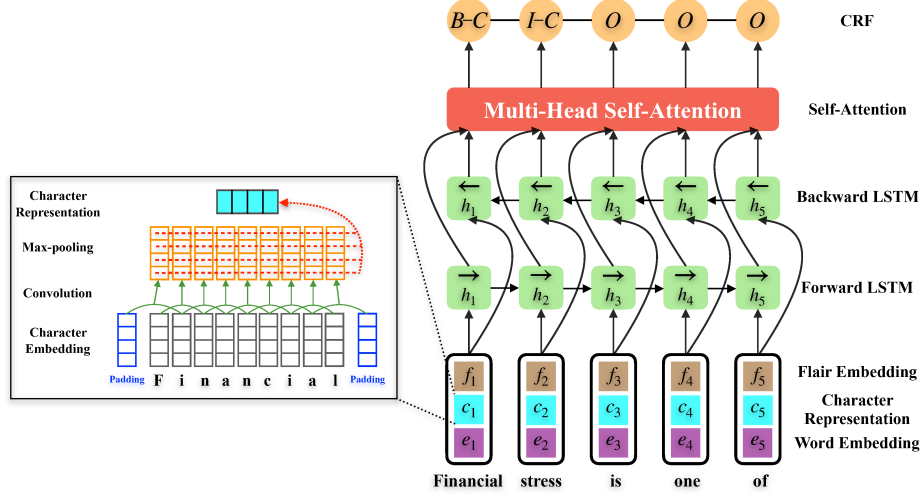 B-C I-C O O O CRF
Multi-Head Self-Attention Self-Attention
← ← ← ← ←
h1 h2 h3 h4 h5 Backward LSTM
→ → → → →
h1 h2 h3 h4 h5 Forward LSTM
f1 f2 f3 f4 f5 Flair Embedding
c1 c2 c3 c4 c5 Character
Representation
e1 e2 e3 e4 e5 Word Embedding
Financial stress is one of
Character
Representation
Max-pooling
Convolution
Character
Embedding
Padding F i n a n c i a l Padding